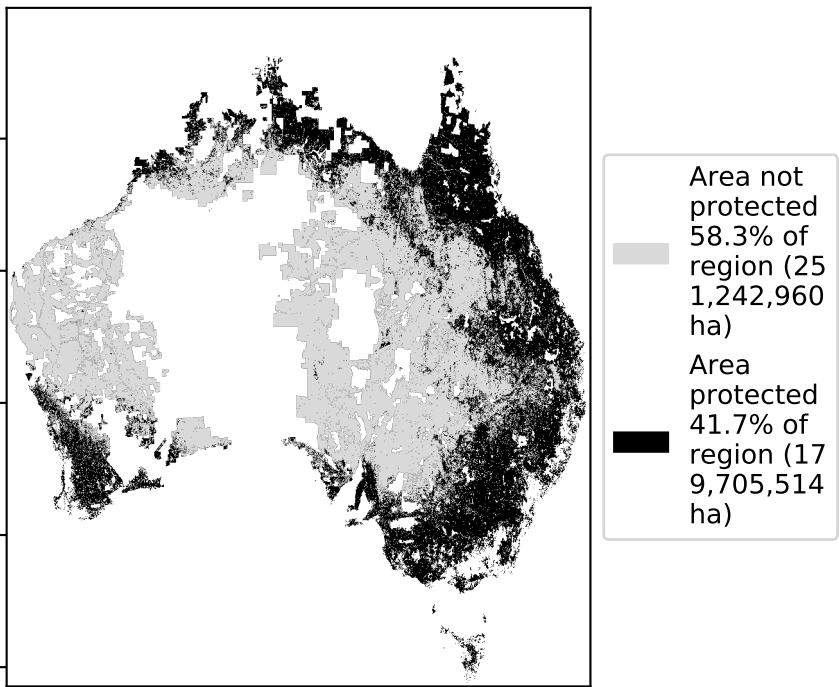 Area not
protected
58.3% of
region (25
1,242,960
ha)
Area
protected
41.7% of
region (17
9,705,514
ha)